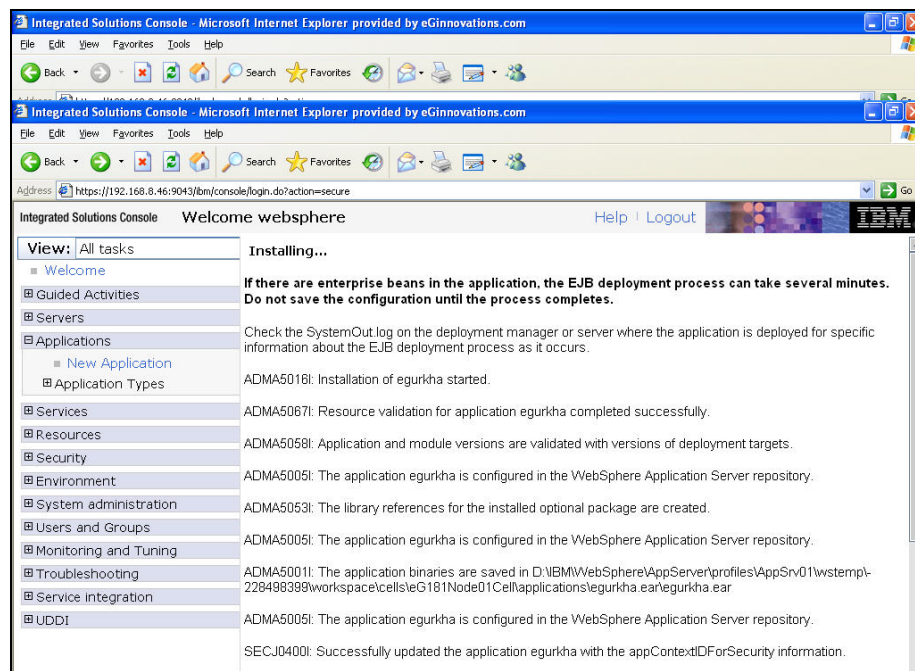 Integrated Solutions Console - Microsoft Internet Explorer provided by eGinnovations.com
File Edit View Favorites Tools Help
Back Search Favorites
Integrated Solutions Console - Microsoft Internet Explorer provided by eGinnovations.com
File Edit View Favorites Tools Help
Back Search Favorites
Address https://192.168.8.46:9043/ibm/console/login.do?action=secure Go
Integrated Solutions Console Welcome websphere Help Logout IBM
View: All tasks
Welcome
Guided Activities
Servers
Applications
New Application
Application Types
Services
Resources
Security
Environment
System administration
Users and Groups
Monitoring and Tuning
Troubleshooting
Service integration
UDDI
Installing...
If there are enterprise beans in the application, the EJB deployment process can take several minutes.
Do not save the configuration until the process completes.
Check the SystemOut.log on the deployment manager or server where the application is deployed for specific
information about the EJB deployment process as it occurs.
ADMA5016I: Installation of egurkha started.
ADMA5067I: Resource validation for application egurkha completed successfully.
ADMA5058I: Application and module versions are validated with versions of deployment targets.
ADMA5005I: The application egurkha is configured in the WebSphere Application Server repository.
ADMA5053I: The library references for the installed optional package are created.
ADMA5005I: The application egurkha is configured in the WebSphere Application Server repository.
ADMA5001I: The application binaries are saved in D:\IBM\WebSphere\AppServer\profiles\AppSrv01\wstemp\-
228498399\workspace\cells\eG181Node01Cell\applications\egurkha.ear\egurkha.ear
ADMA5005I: The application egurkha is configured in the WebSphere Application Server repository.
SECJ0400I: Successfully updated the application egurkha with the appContextIDForSecurity information.